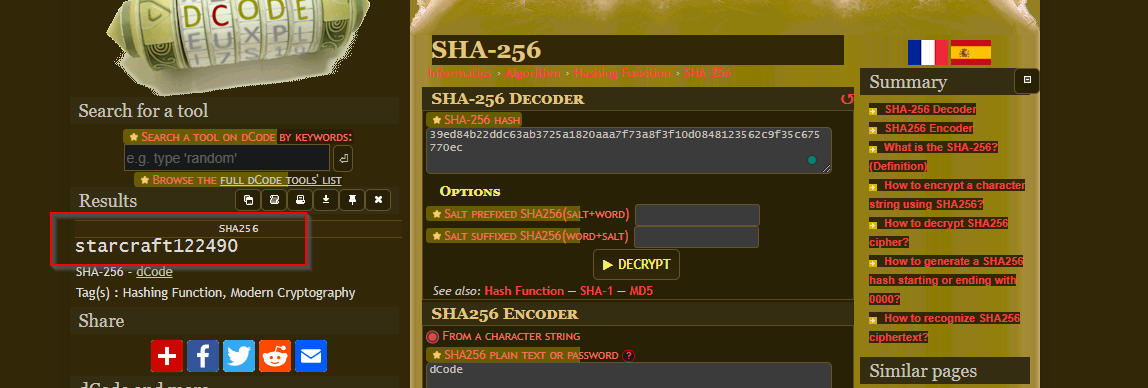 DCODE
EUXPL
Search for a tool
★ Search a tool on dCode by keywords:
e.g. type 'random'
★ Browse the full dCode tools' list
Results
SHA256
starcraft122490
SHA-256 - dCode
Tag(s) : Hashing Function, Modern Cryptography
Share
dCode and more
SHA-256
Informatics › Algorithm › Hashing Function › SHA-256
SHA-256 Decoder
★ SHA-256 hash
39ed84b22ddc63ab3725a1820aaa7f73a8f3f10d0848123562c9f35c675
770ec
Options
★ Salt prefixed SHA256(salt+word)
★ Salt suffixed SHA256(word+salt)
▶ DECRYPT
See also: Hash Function — SHA-1 — MD5
SHA256 Encoder
From a character string
★ SHA256 plain text or password ?
dCode
Summary
SHA-256 Decoder
SHA256 Encoder
What is the SHA-256?
(Definition)
How to encrypt a character
string using SHA256?
How to decrypt SHA256
cipher?
How to generate a SHA256
hash starting or ending with
0000?
How to recognize SHA256
ciphertext?
Similar pages